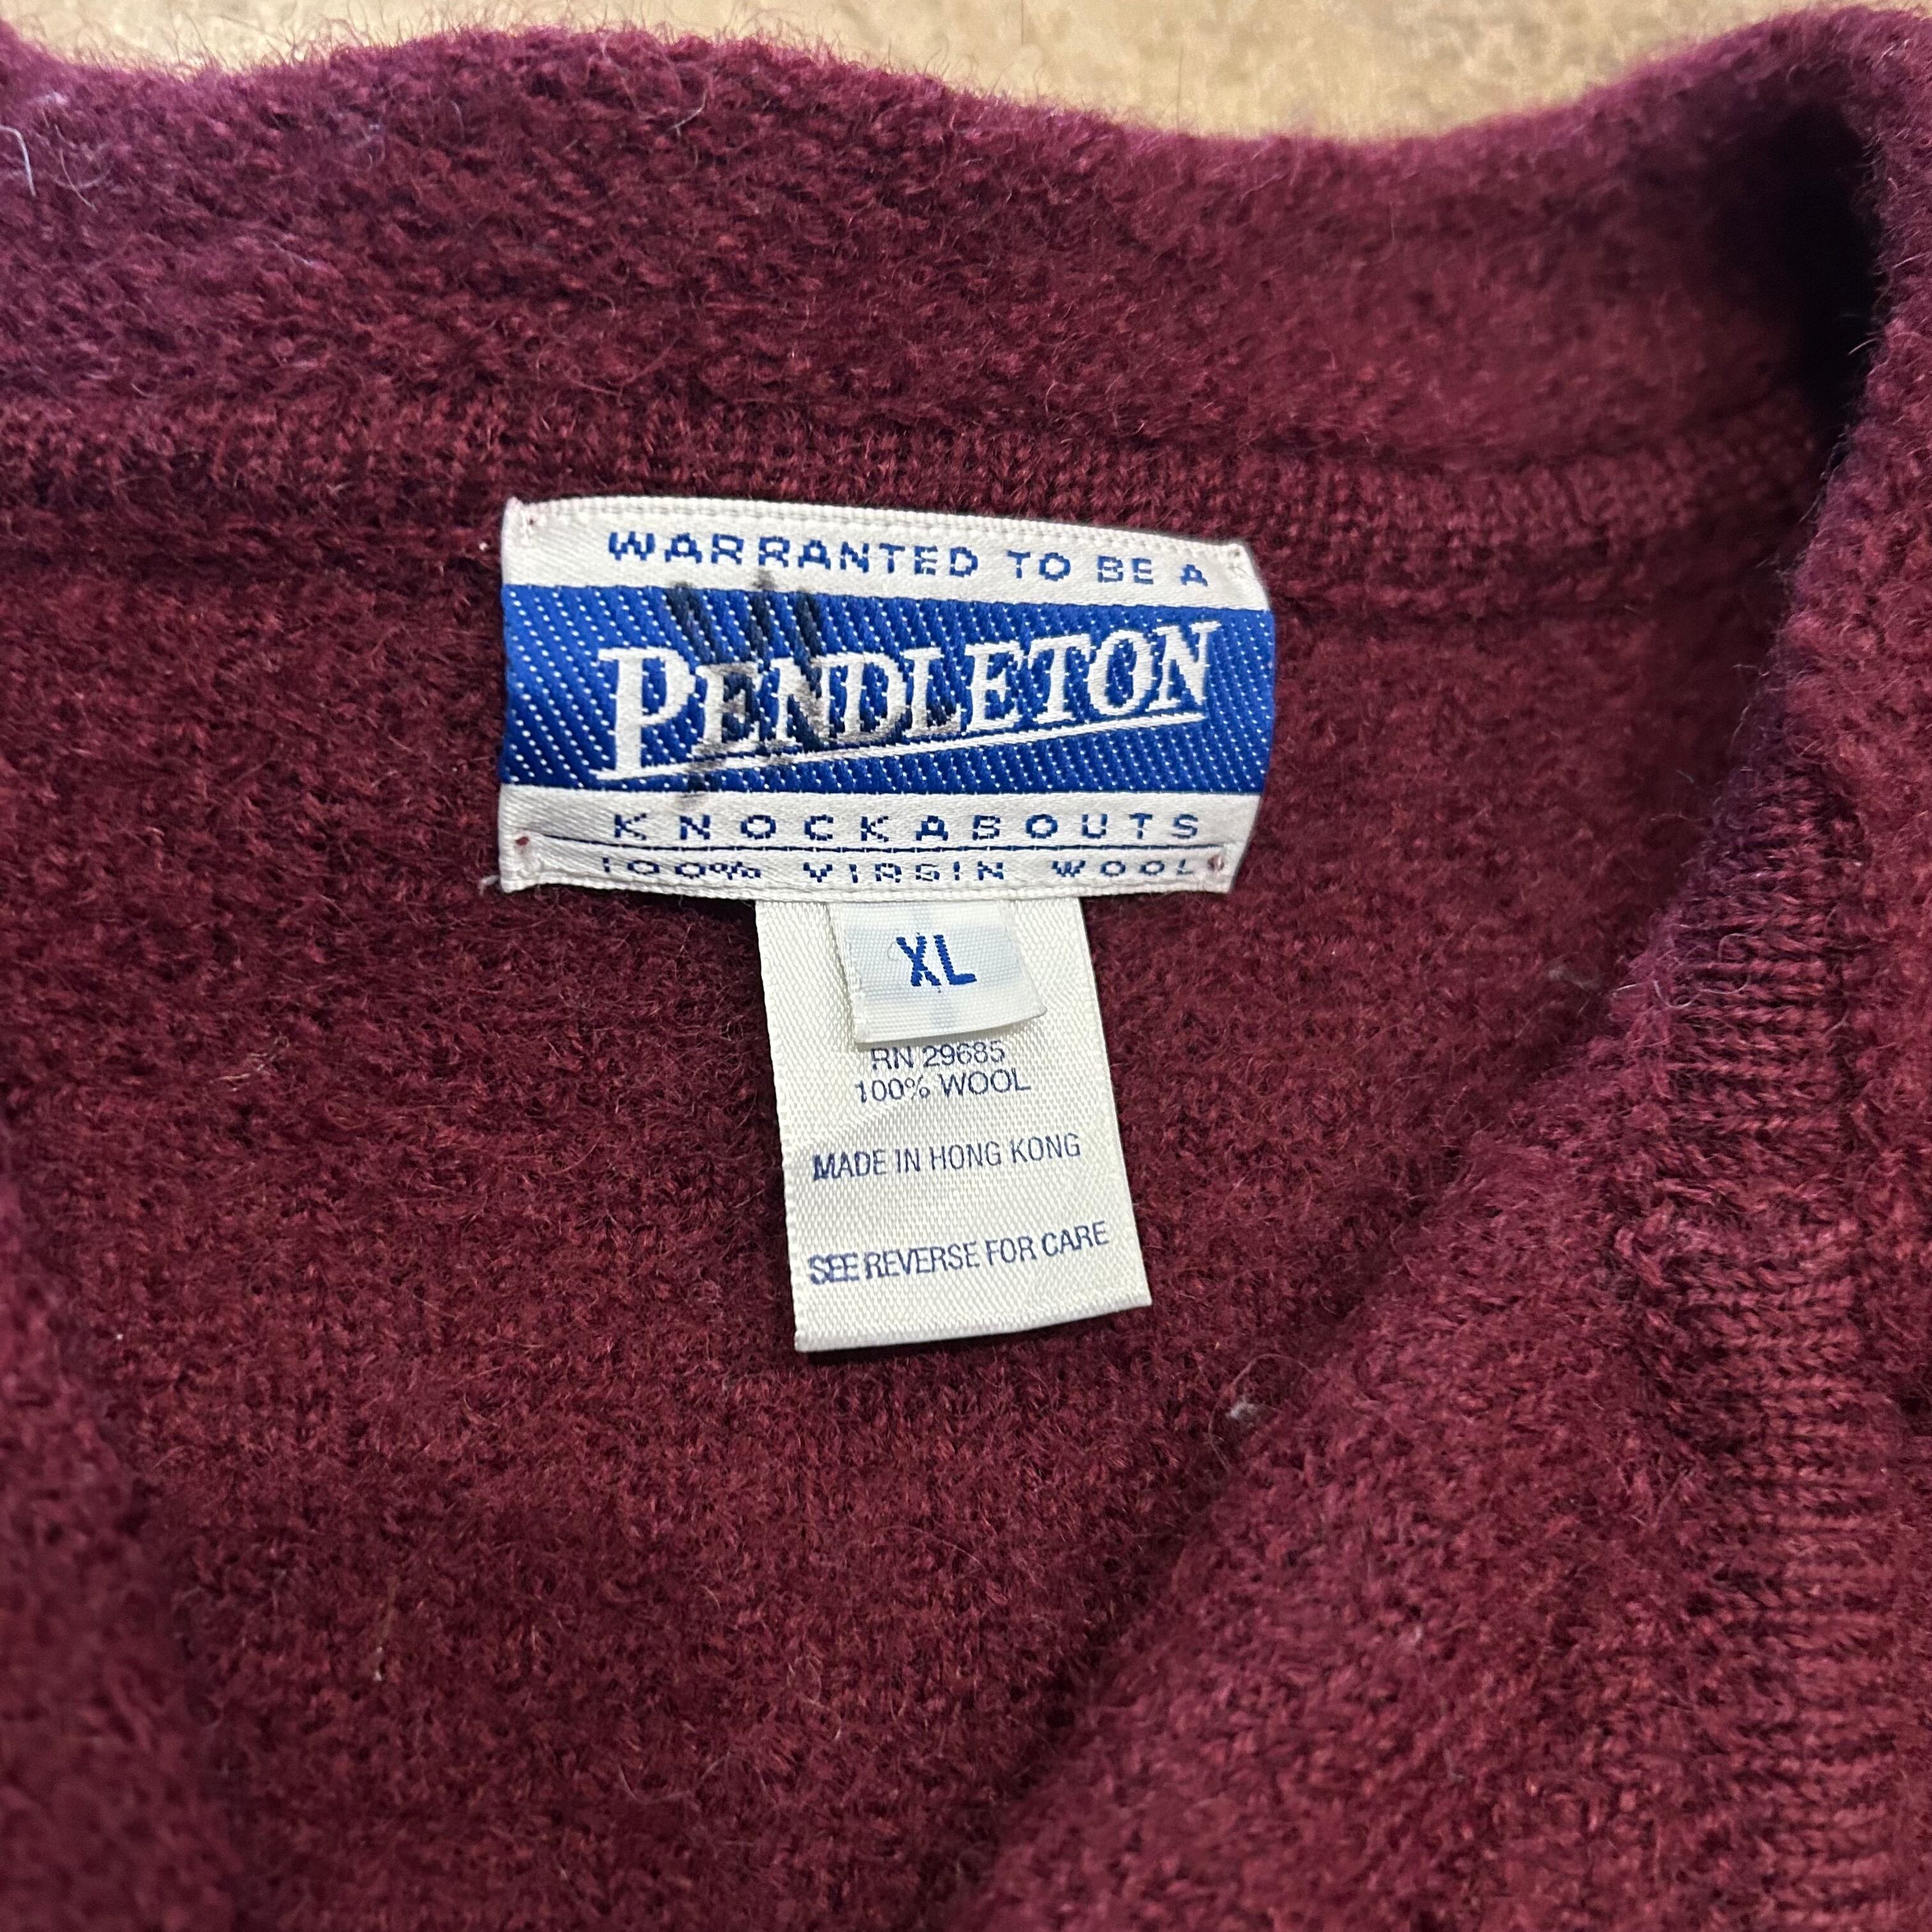 WARRANTED TO BE A
PENDLETON
KNOCKABOUTS
100% VIRGIN WOOL
XL
RN 29685
100% WOOL
MADE IN HONG KONG
SEE REVERSE FOR CARE